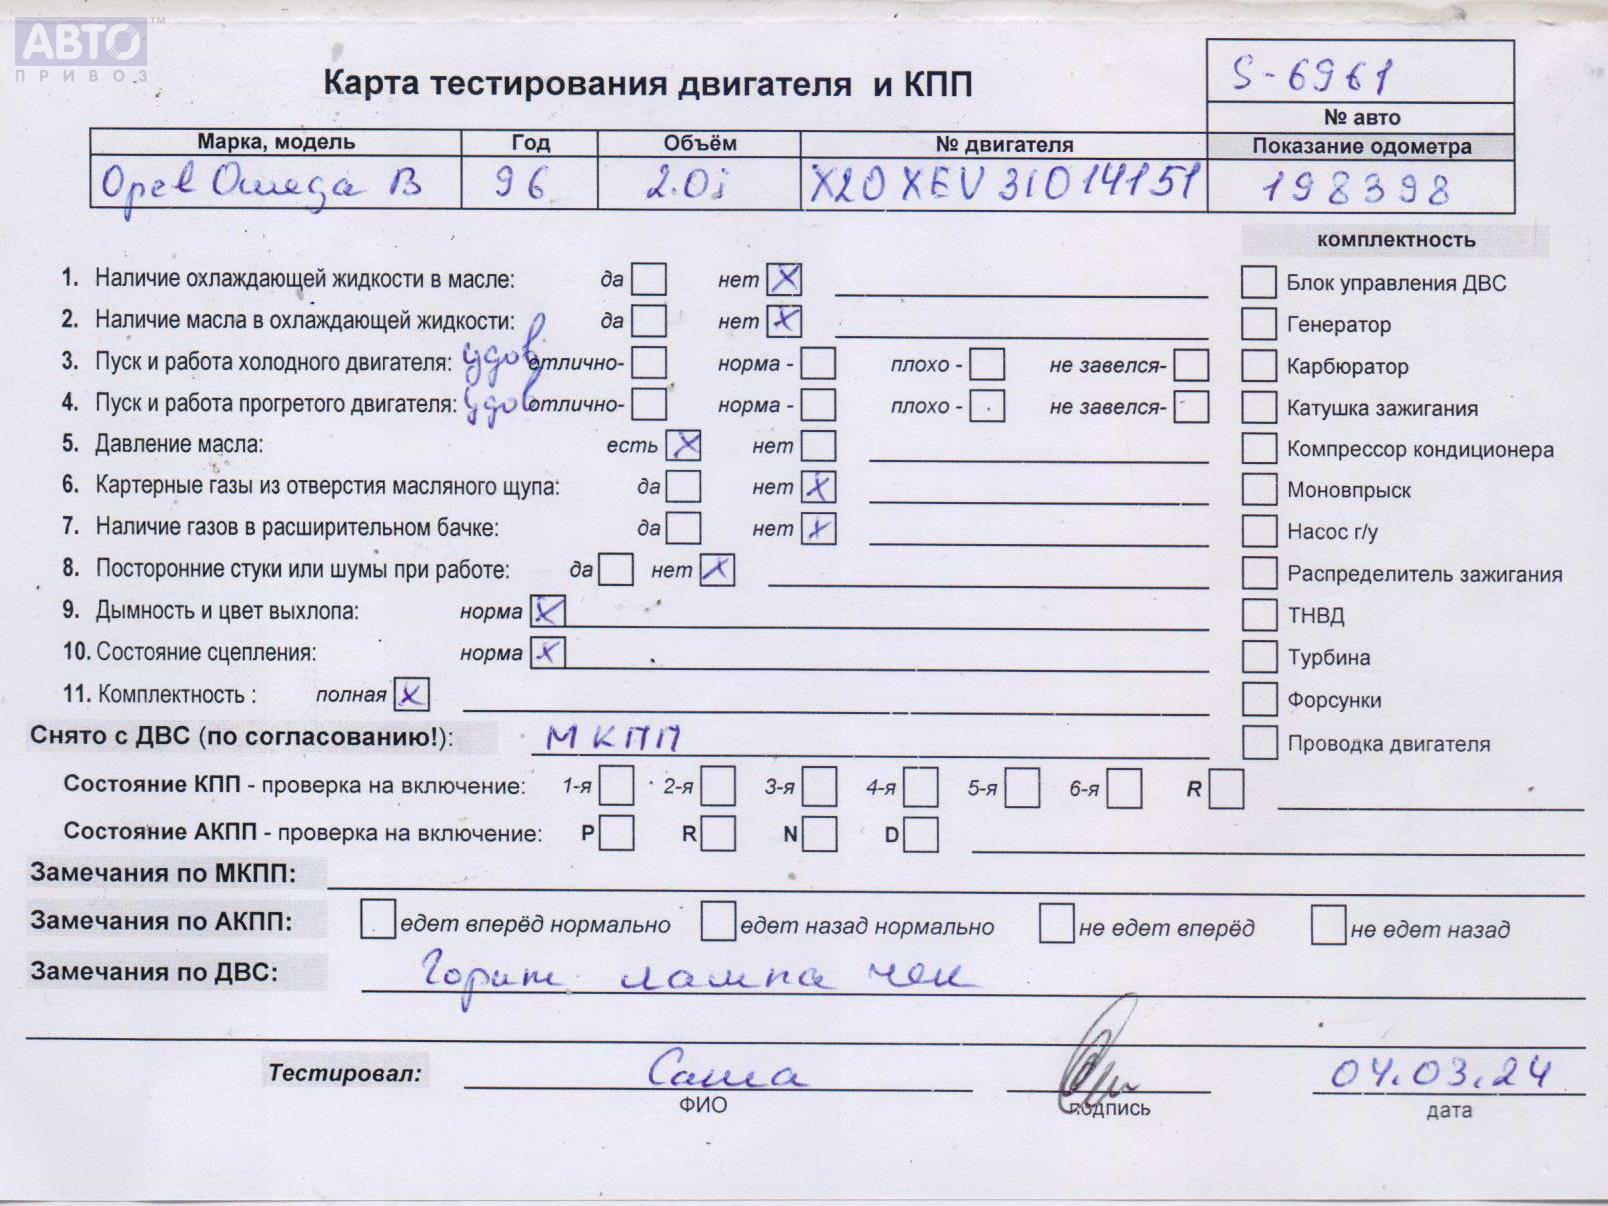 АВТО™
ПРИВОЗ
S-6961
Карта тестирования двигателя и КПП
№ авто
Марка, модель Год Объём № двигателя Показание одометра
Opel Омega B 96 2.0i X20XEV31014151 198398
комплектность
1. Наличие охлаждающей жидкости в масле: да нет X Блок управления ДВС
2. Наличие масла в охлаждающей жидкости: да нет X Генератор
3. Пуск и работа холодного двигателя: удов отлично- норма - плохо - не завелся- Карбюратор
4. Пуск и работа прогретого двигателя: удов отлично- норма - плохо - не завелся- Катушка зажигания
5. Давление масла: есть X нет Компрессор кондиционера
6. Картерные газы из отверстия масляного щупа: да нет X Моновпрыск
7. Наличие газов в расширительном бачке: да нет X Насос г/у
8. Посторонние стуки или шумы при работе: да нет X Распределитель зажигания
9. Дымность и цвет выхлопа: норма X ТНВД
10. Состояние сцепления: норма X Турбина
11. Комплектность : полная X Форсунки
Снято с ДВС (по согласованию!): МКПП Проводка двигателя
Состояние КПП - проверка на включение: 1-я 2-я 3-я 4-я 5-я 6-я R
Состояние АКПП - проверка на включение: P R N D
Замечания по МКПП:
Замечания по АКПП: едет вперёд нормально едет назад нормально не едет вперёд не едет назад
Замечания по ДВС: Горит лампа чек
Тестировал: Саша 04.03.24
ФИО подпись дата